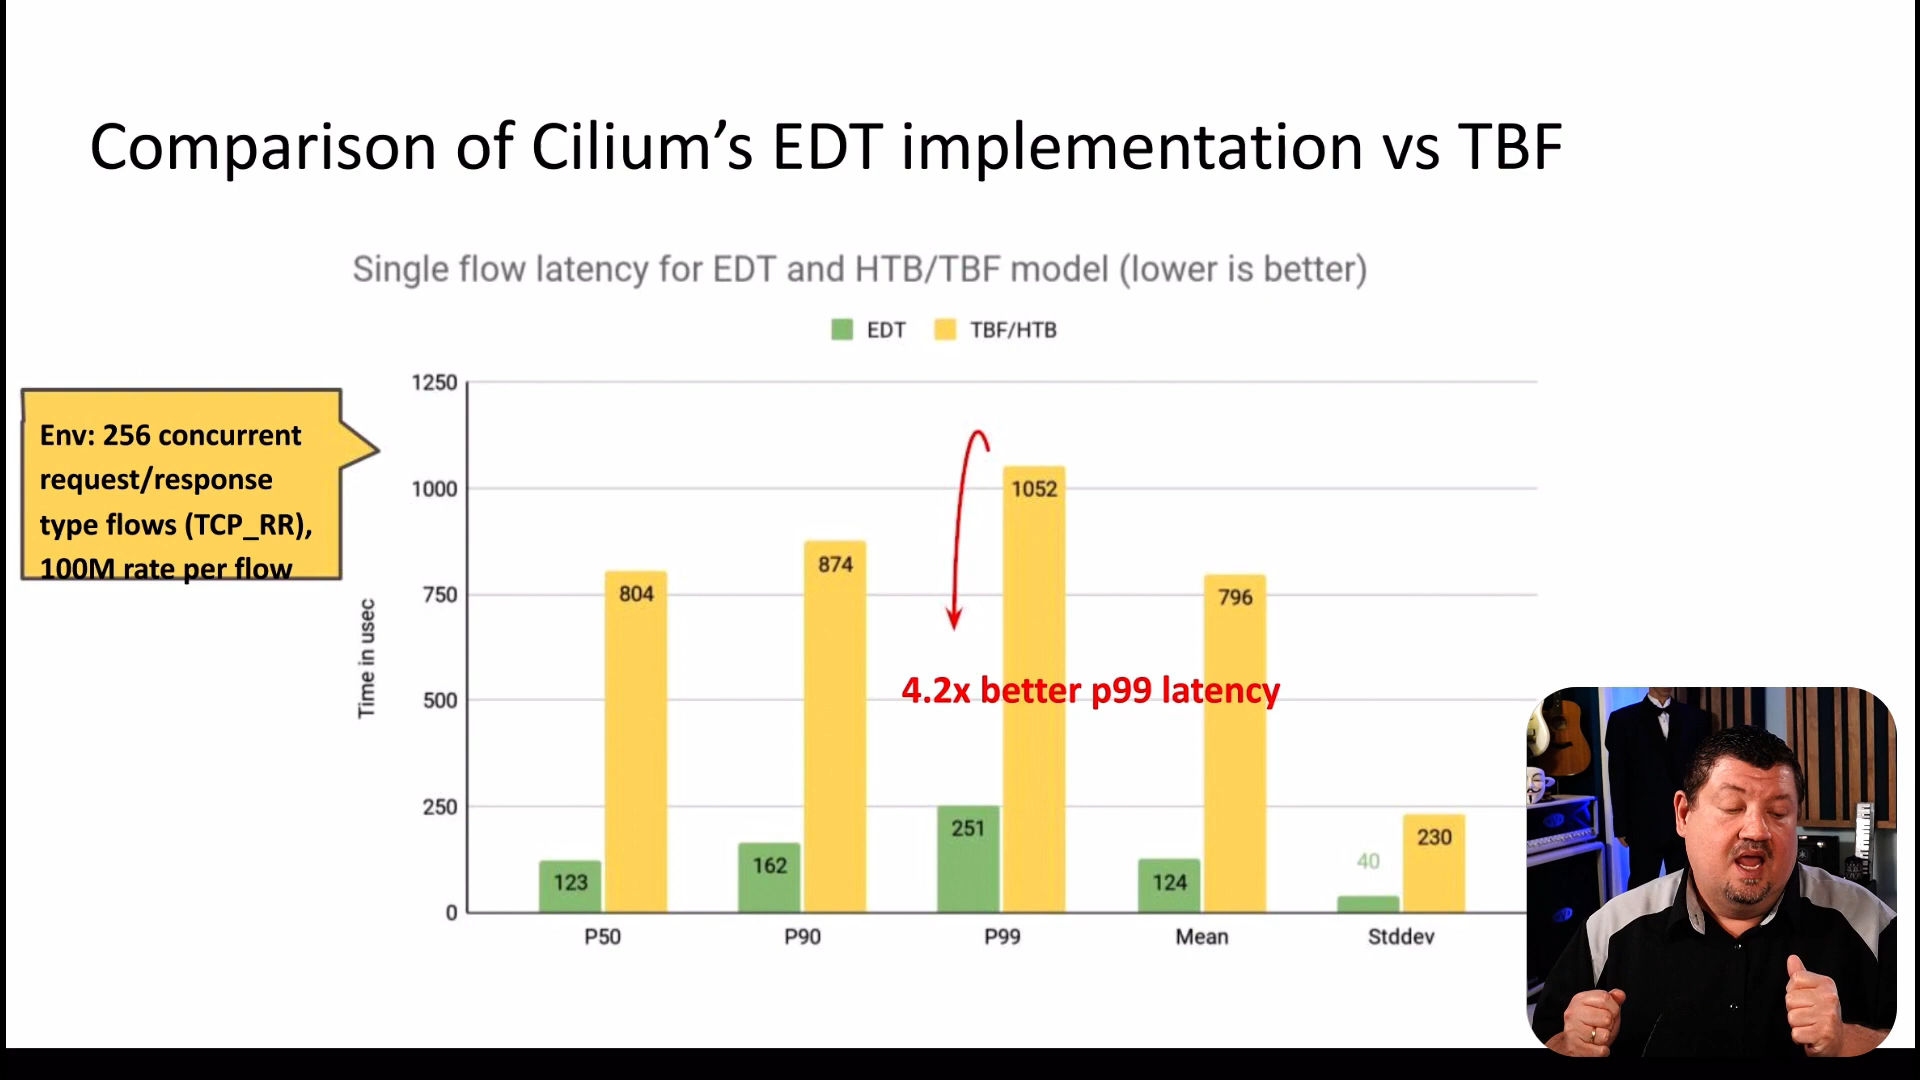 Comparison of Cilium’s EDT implementation vs TBF
Single flow latency for EDT and HTB/TBF model (lower is better)
EDT
TBF/HTB
Env: 256 concurrent
request/response
type flows (TCP_RR),
100M rate per flow
Time in usec
1250
1000
750
500
250
0
123
804
162
874
251
1052
124
796
40
230
4.2x better p99 latency
P50
P90
P99
Mean
Stddev